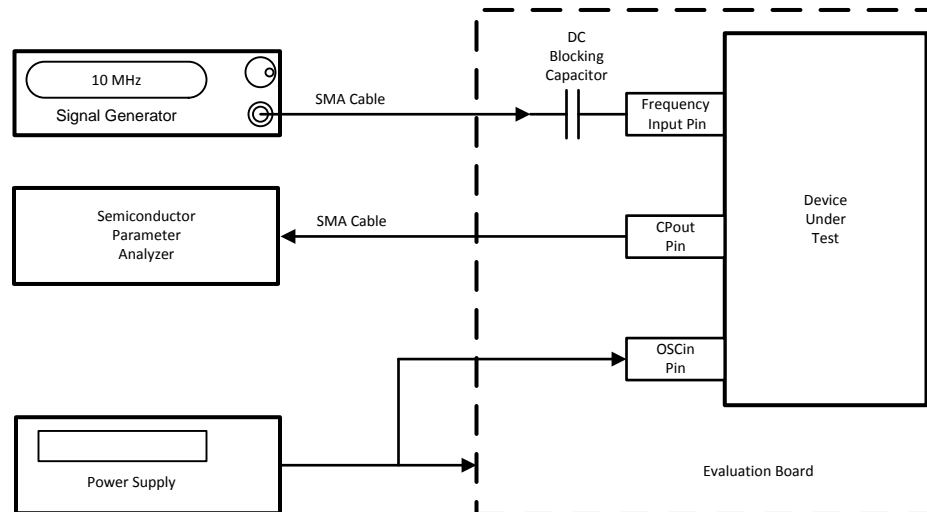 DC
Blocking
Capacitor
10 MHz
Signal Generator
SMA Cable
Frequency
Input Pin
Semiconductor
Parameter
Analyzer
SMA Cable
CPout
Pin
Device
Under
Test
OSCin
Pin
Power Supply
Evaluation Board